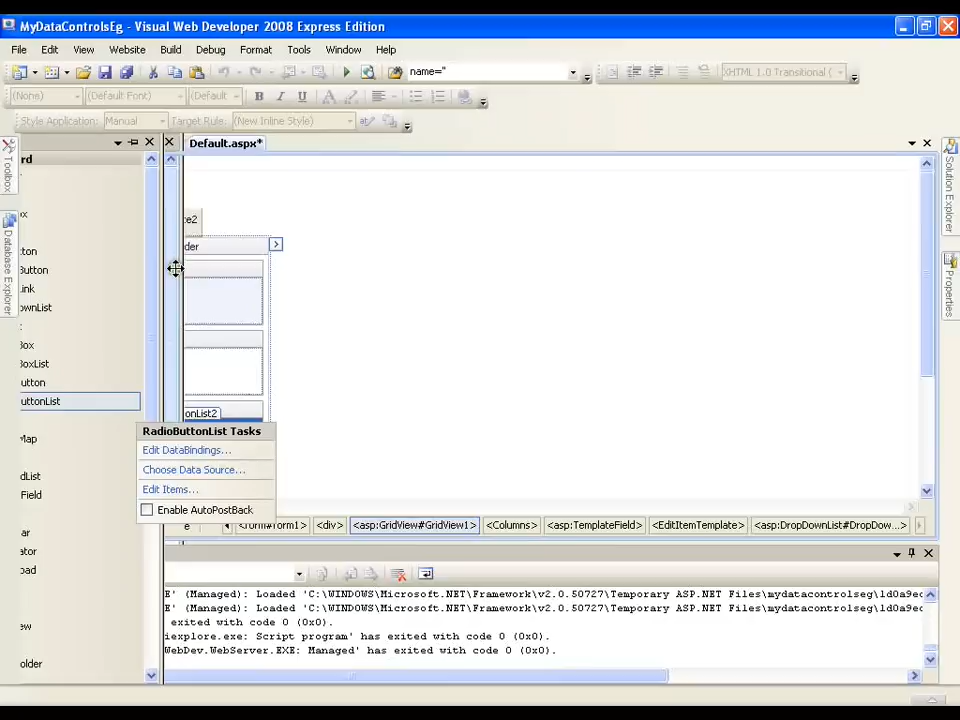 MyDataControlsEg - Visual Web Developer 2008 Express Edition
File Edit View Website Build Debug Format Tools Window Help
name="
XHTML 1.0 Transitional (
(None) (Default Font) (Default B I U A
Style Application: Manual Target Rule: (New Inline Style)
Default.aspx*
rd
Toolbox
Database Explorer
Solution Explorer
Properties
ox
te2
der
tton
Button
ink
ownList
Box
BoxList
utton
uttonList
onList2
RadioButtonList Tasks
Edit DataBindings...
Choose Data Source...
Edit Items...
Enable AutoPostBack
Map
dList
Field
ar
ator
oad
ew
older
e <form#form1> <div> <asp:GridView#GridView1> <Columns> <asp:TemplateField> <EditItemTemplate> <asp:DropDownList#DropDow...>
E' (Managed): Loaded 'C:\WINDOWS\Microsoft.NET\Framework\v2.0.50727\Temporary ASP.NET Files\mydatacontrolseg\1d0a9ec
E' (Managed): Loaded 'C:\WINDOWS\Microsoft.NET\Framework\v2.0.50727\Temporary ASP.NET Files\mydatacontrolseg\1d0a9ec
exited with code 0 (0x0).
iexplore.exe: Script program' has exited with code 0 (0x0).
WebDev.WebServer.EXE: Managed' has exited with code 0 (0x0).